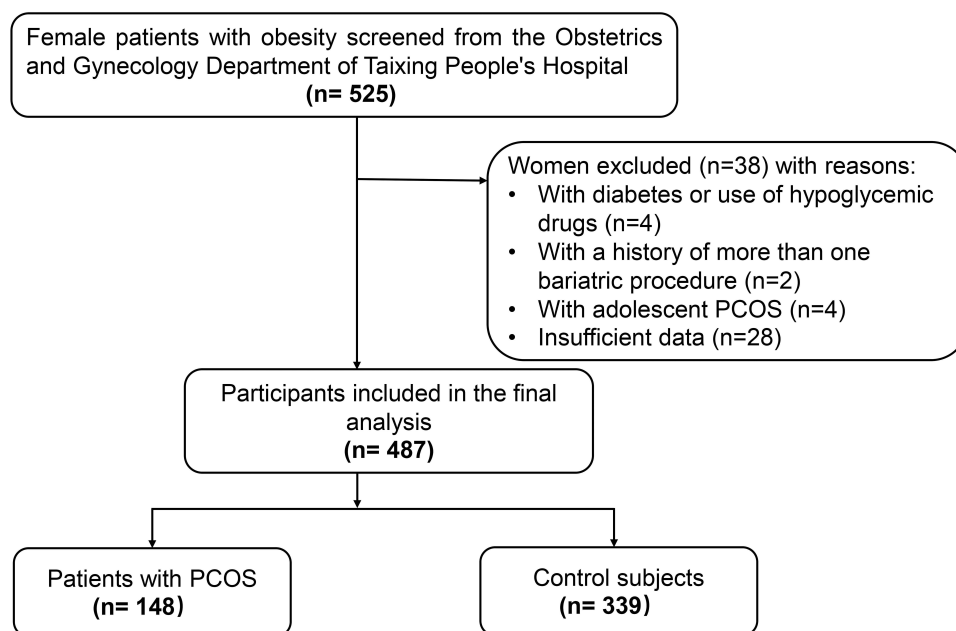 Female patients with obesity screened from the Obstetrics
and Gynecology Department of Taixing People's Hospital
(n= 525)
Women excluded (n=38) with reasons:
• With diabetes or use of hypoglycemic
drugs (n=4)
• With a history of more than one
bariatric procedure (n=2)
• With adolescent PCOS (n=4)
• Insufficient data (n=28)
Participants included in the final
analysis
(n= 487)
Patients with PCOS
(n= 148)
Control subjects
(n= 339)